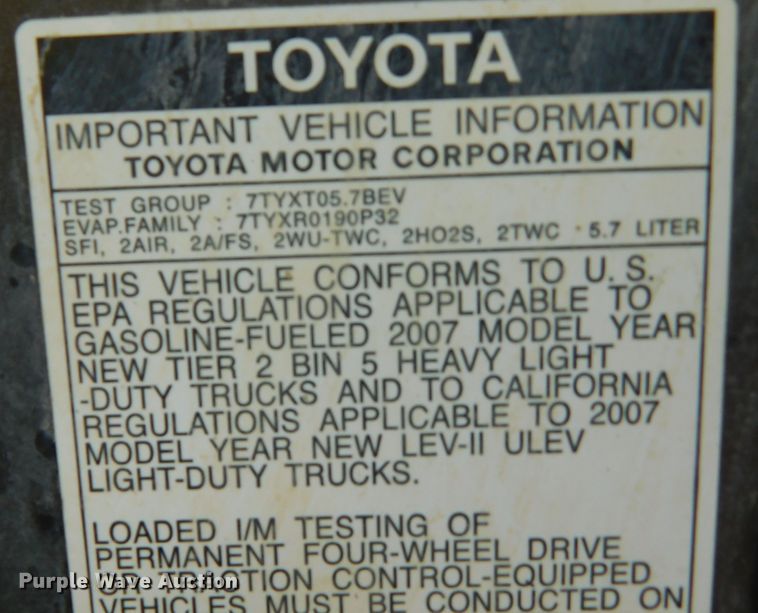 TOYOTA
IMPORTANT VEHICLE INFORMATION
TOYOTA MOTOR CORPORATION
TEST GROUP : 7TYXT05.7BEV
EVAP.FAMILY : 7TYXR0190P32
SFI, 2AIR, 2A/FS, 2WU-TWC, 2HO2S, 2TWC · 5.7 LITER
THIS VEHICLE CONFORMS TO U.S.
EPA REGULATIONS APPLICABLE TO
GASOLINE-FUELED 2007 MODEL YEAR
NEW TIER 2 BIN 5 HEAVY LIGHT
-DUTY TRUCKS AND TO CALIFORNIA
REGULATIONS APPLICABLE TO 2007
MODEL YEAR NEW LEV-II ULEV
LIGHT-DUTY TRUCKS.
LOADED I/M TESTING OF
PERMANENT FOUR-WHEEL DRIVE
OR TRACTION CONTROL-EQUIPPED
VEHICLES MUST BE CONDUCTED ON
Purple Wave Auction